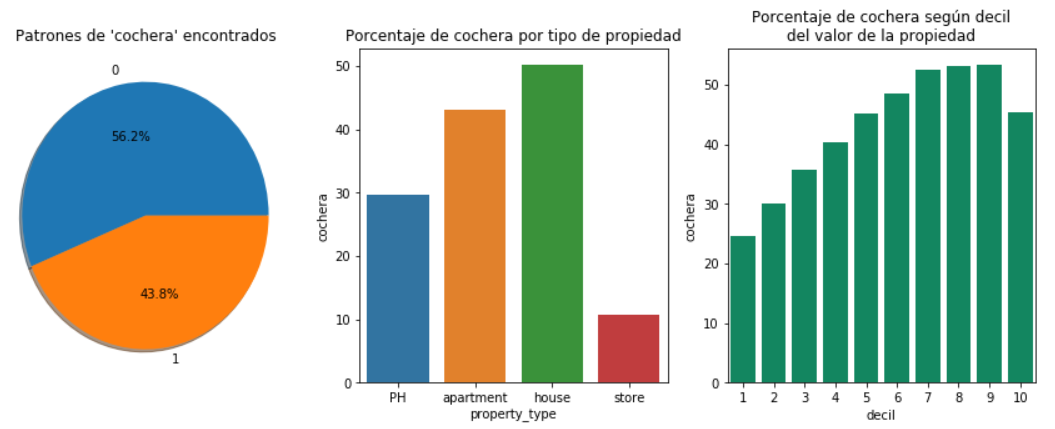 Patrones de 'cochera' encontrados
0
56.2%
43.8%
1
Porcentaje de cochera por tipo de propiedad
cochera
50
40
30
20
10
0
PH apartment house store
property_type
Porcentaje de cochera según decil
del valor de la propiedad
cochera
50
40
30
20
10
0
1 2 3 4 5 6 7 8 9 10
decil